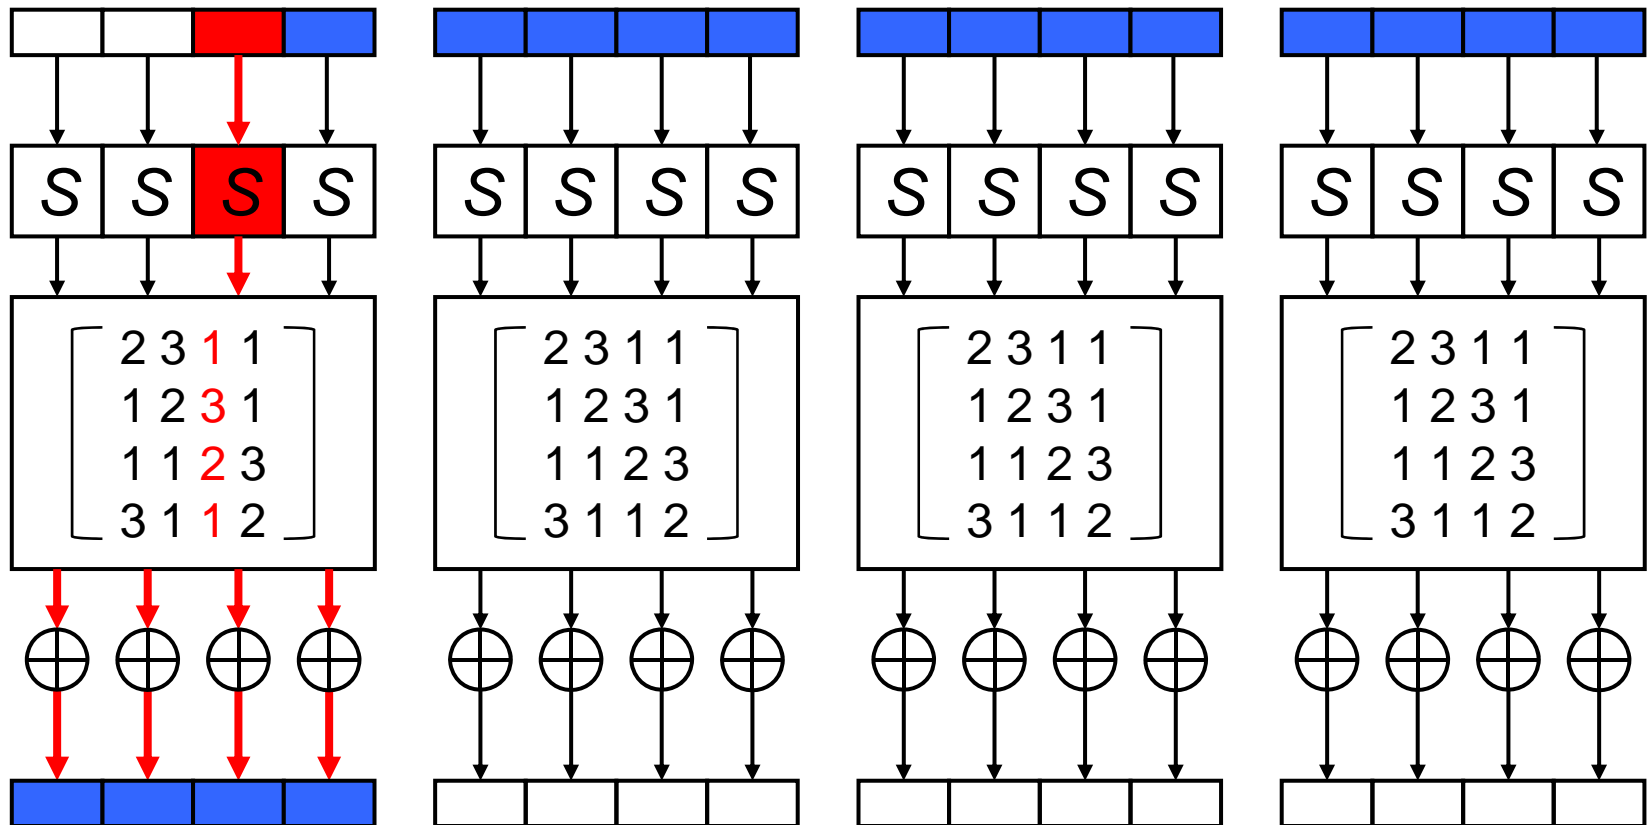 S S S S S S S S S S S S S S S S
2 3 1 1 2 3 1 1 2 3 1 1 2 3 1 1
1 2 3 1 1 2 3 1 1 2 3 1 1 2 3 1
1 1 2 3 1 1 2 3 1 1 2 3 1 1 2 3
3 1 1 2 3 1 1 2 3 1 1 2 3 1 1 2